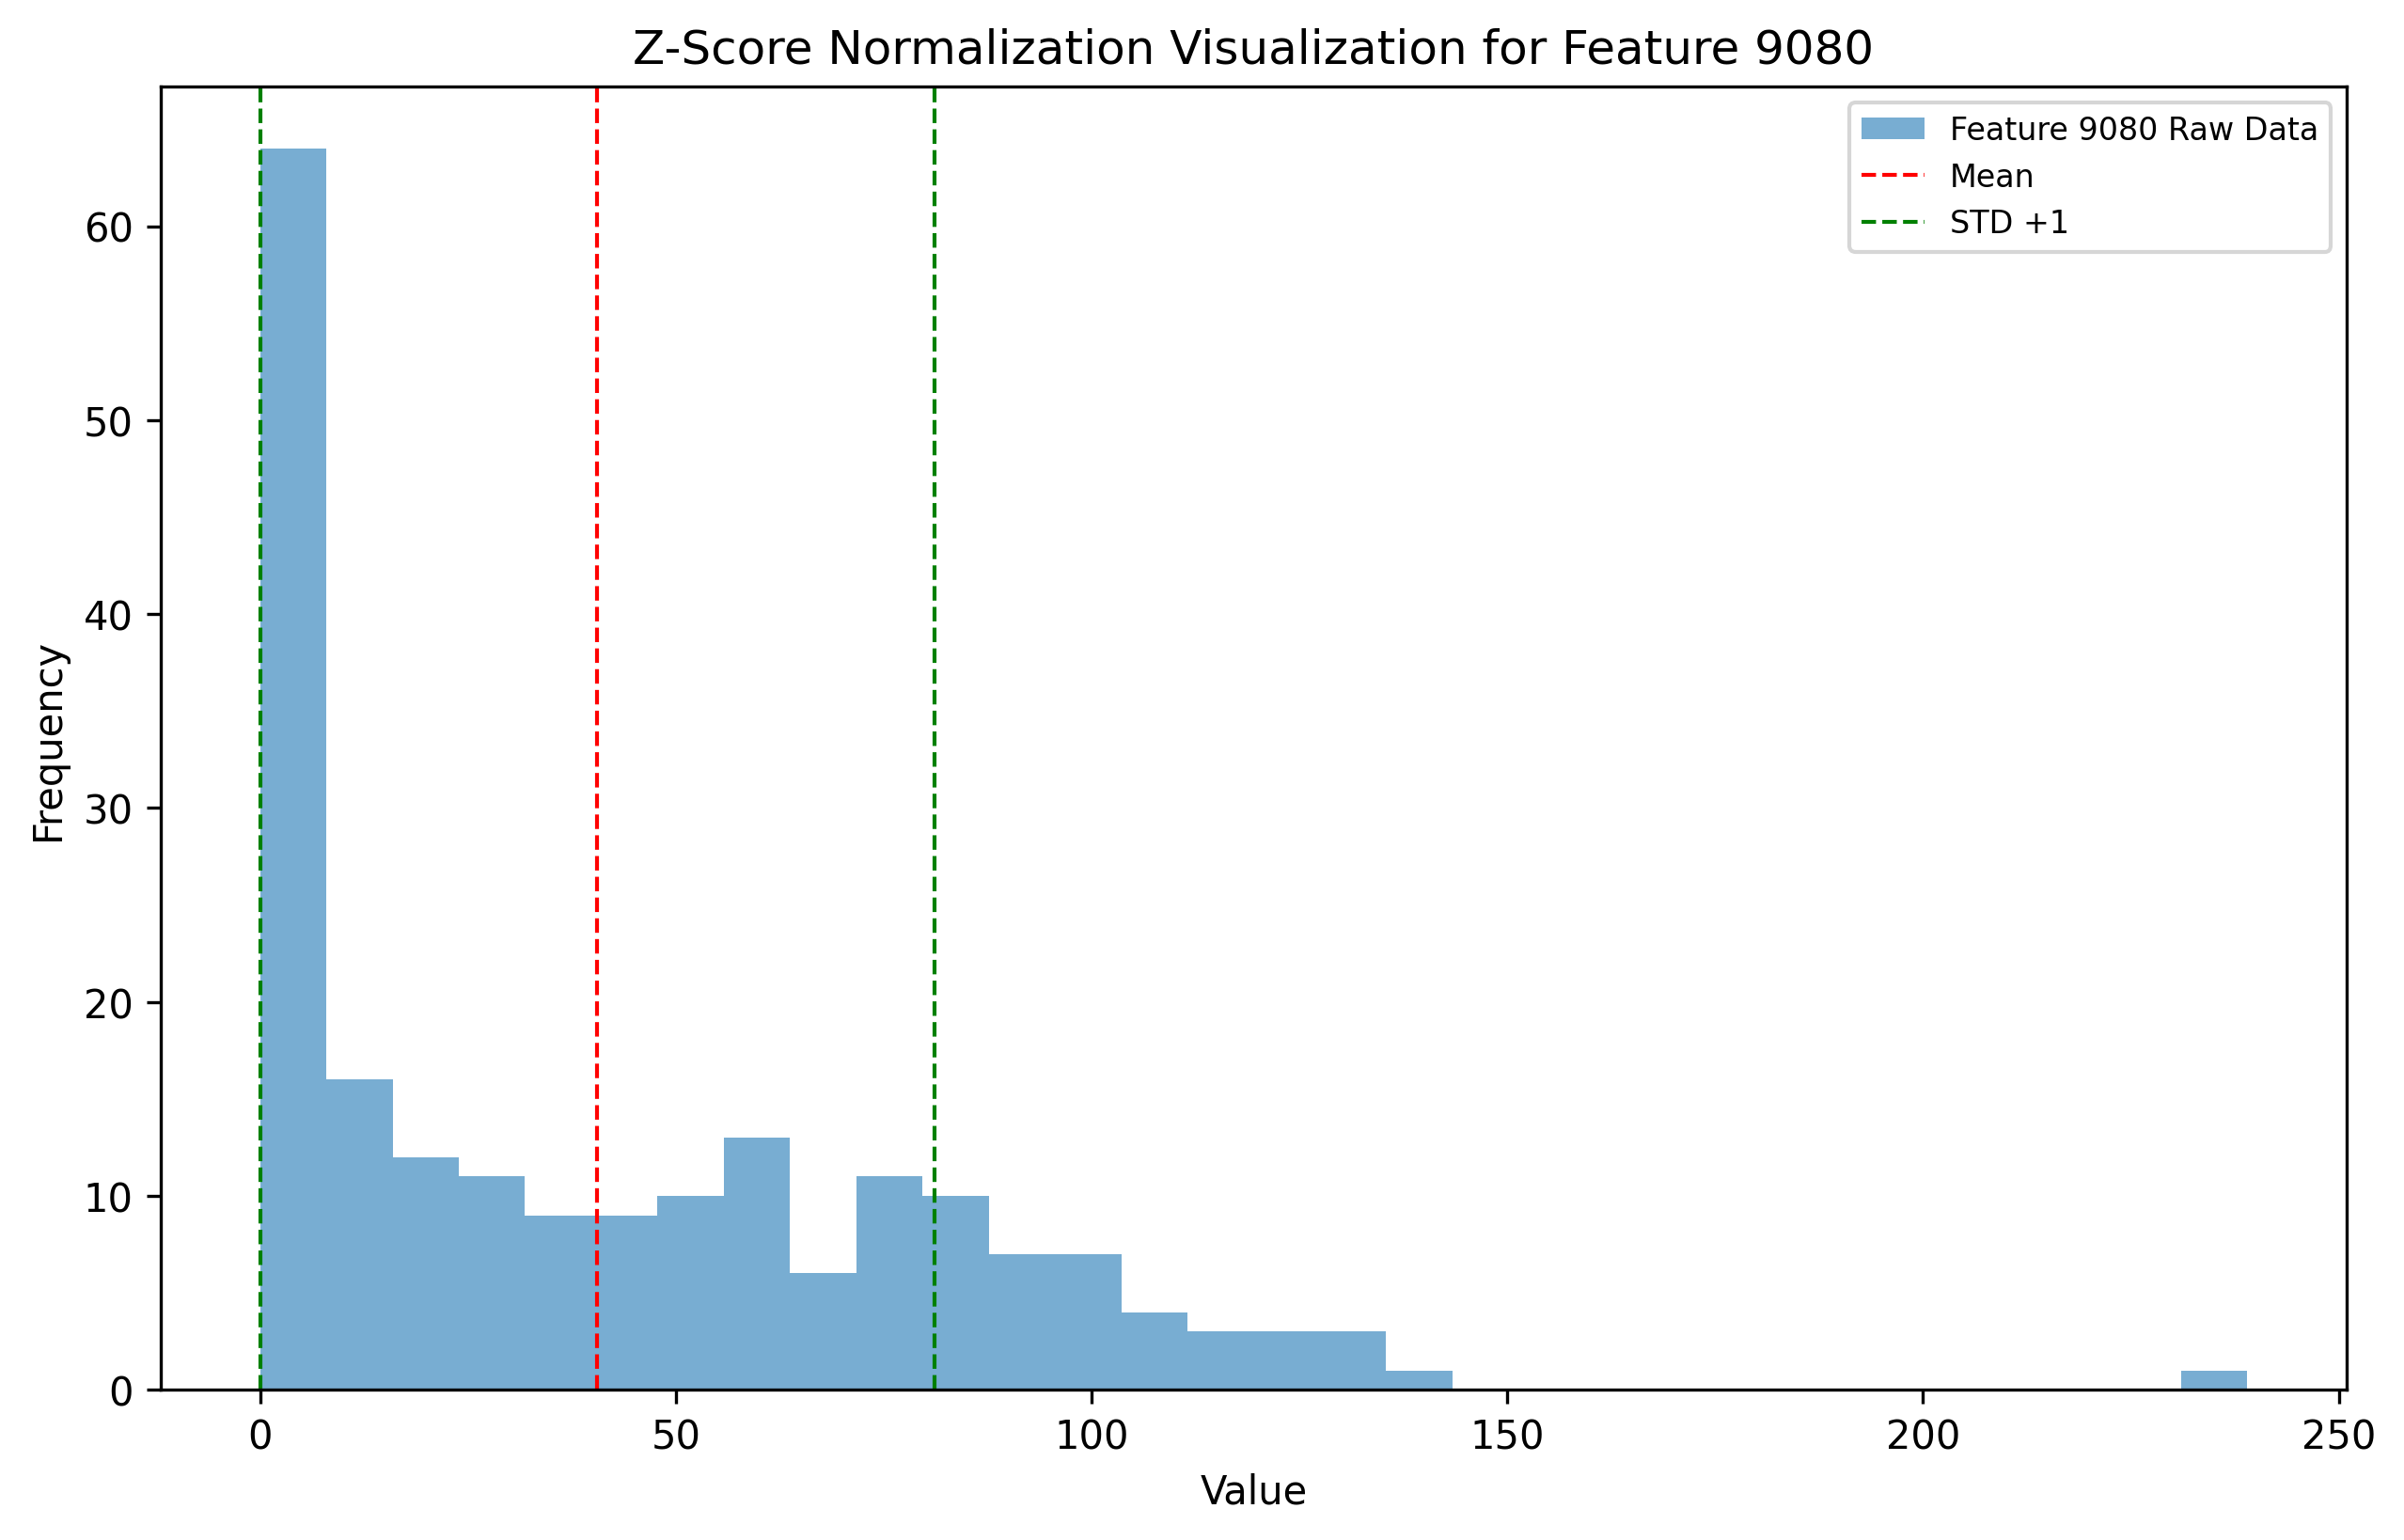 Z-Score Normalization Visualization for Feature 9080
Feature 9080 Raw Data
Mean
STD +1
Frequency
60
50
40
30
20
10
0
0 50 100 150 200 250
Value